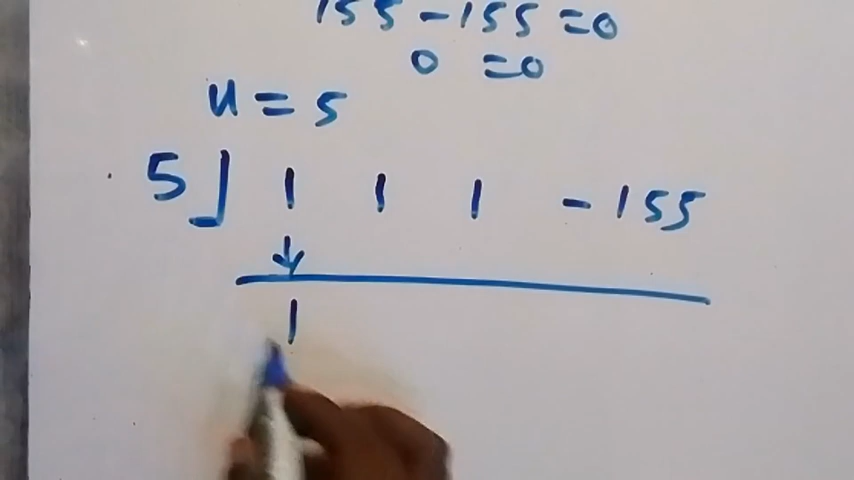 155 - 155 = 0
0 = 0
u = 5
5 ⌋ 1 1 1 - 155
↓
1